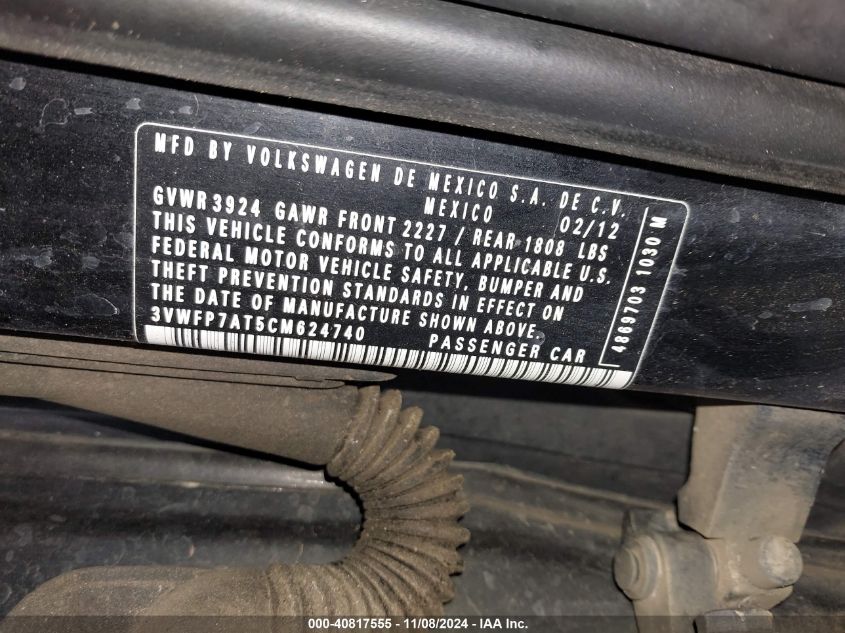 MFD BY VOLKSWAGEN DE MEXICO S.A. DE C.V.
MEXICO 02/12
GVWR 3924 GAWR FRONT 2227 / REAR 1808 LBS
THIS VEHICLE CONFORMS TO ALL APPLICABLE U.S.
FEDERAL MOTOR VEHICLE SAFETY, BUMPER AND
THEFT PREVENTION STANDARDS IN EFFECT ON
THE DATE OF MANUFACTURE SHOWN ABOVE.
3VWFP7AT5CM624740 PASSENGER CAR
4869703 1030 M
000-40817555 - 11/08/2024 - IAA Inc.